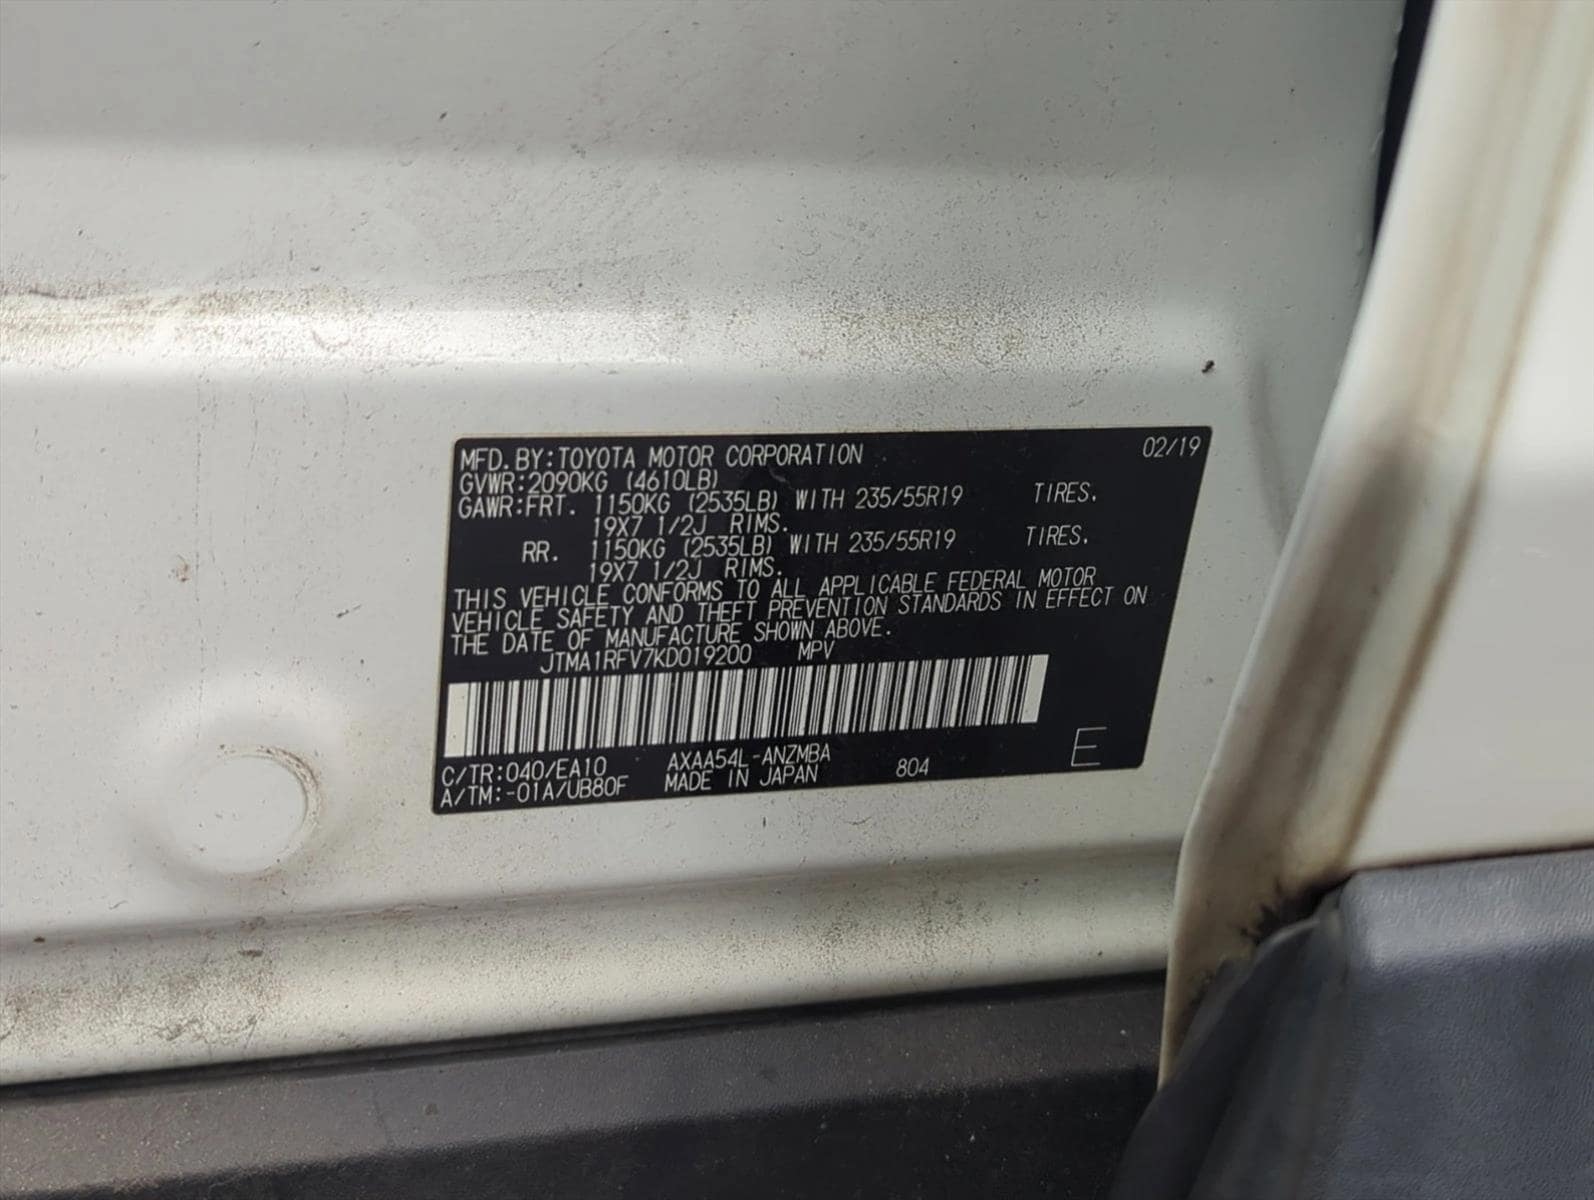 MFD. BY:TOYOTA MOTOR CORPORATION 02/19
GVWR:2090KG (4610LB)
GAWR:FRT. 1150KG (2535LB) WITH 235/55R19 TIRES.
19X7 1/2J RIMS.
RR. 1150KG (2535LB) WITH 235/55R19 TIRES.
19X7 1/2J RIMS.
THIS VEHICLE CONFORMS TO ALL APPLICABLE FEDERAL MOTOR
VEHICLE SAFETY AND THEFT PREVENTION STANDARDS IN EFFECT ON
THE DATE OF MANUFACTURE SHOWN ABOVE.
JTMA1RFV7KD019200 MPV
C/TR:040/EA10 AXAA54L-ANZMBA
A/TM:-01A/UB80F MADE IN JAPAN 804 E